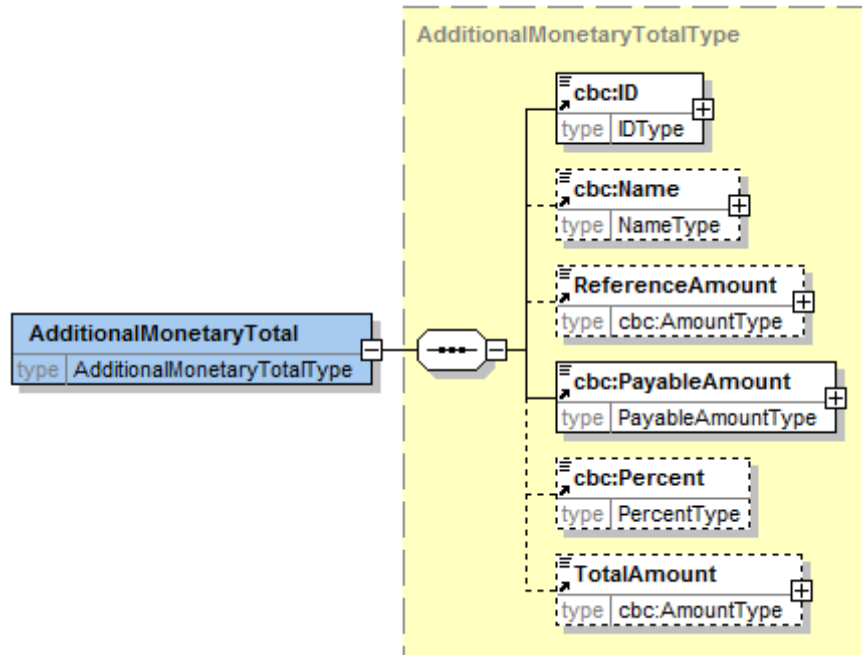 AdditionalMonetaryTotalType
cbc:ID
type IDType
cbc:Name
type NameType
ReferenceAmount
type cbc:AmountType
AdditionalMonetaryTotal
type AdditionalMonetaryTotalType
cbc:PayableAmount
type PayableAmountType
cbc:Percent
type PercentType
TotalAmount
type cbc:AmountType